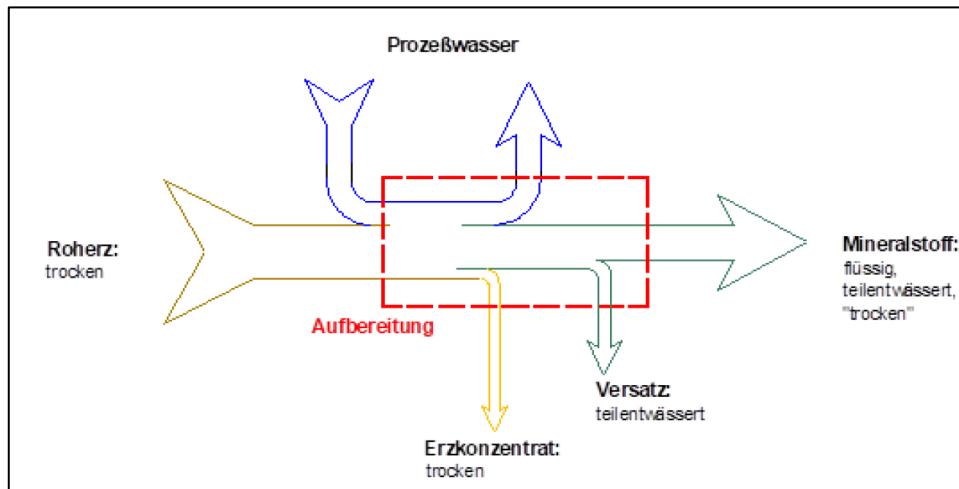 Prozeßwasser
Roherz:
trocken
Mineralstoff:
flüssig,
teilentwässert,
"trocken"
Aufbereitung
Versatz:
teilentwässert
Erzkonzentrat:
trocken